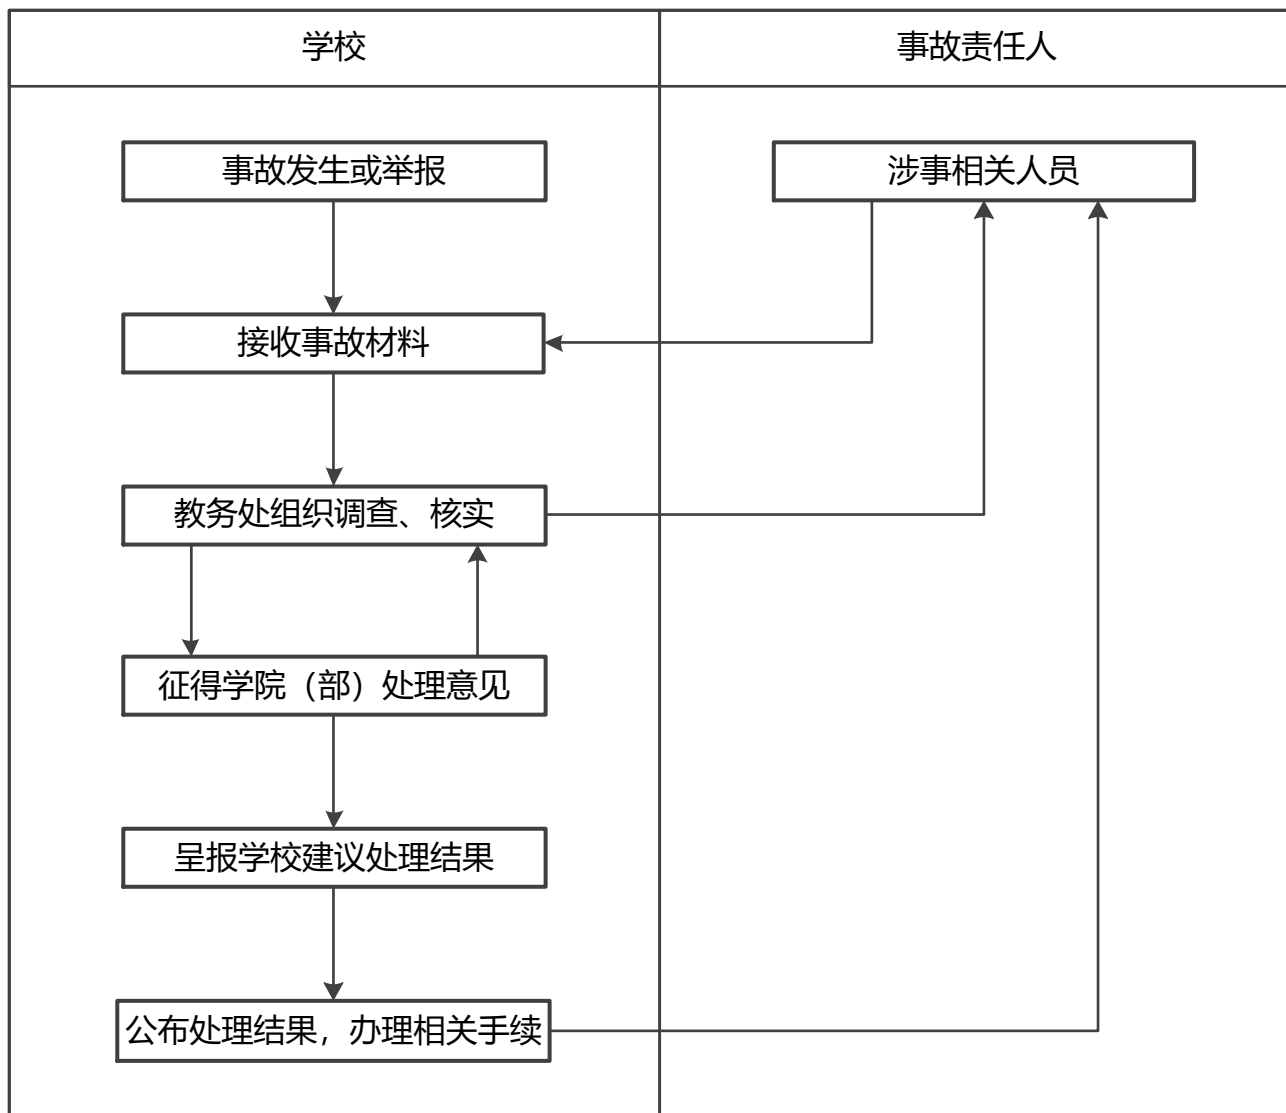 学校
事故责任人
事故发生或举报
涉事相关人员
接收事故材料
教务处组织调查、核实
征得学院（部）处理意见
呈报学校建议处理结果
公布处理结果，办理相关手续